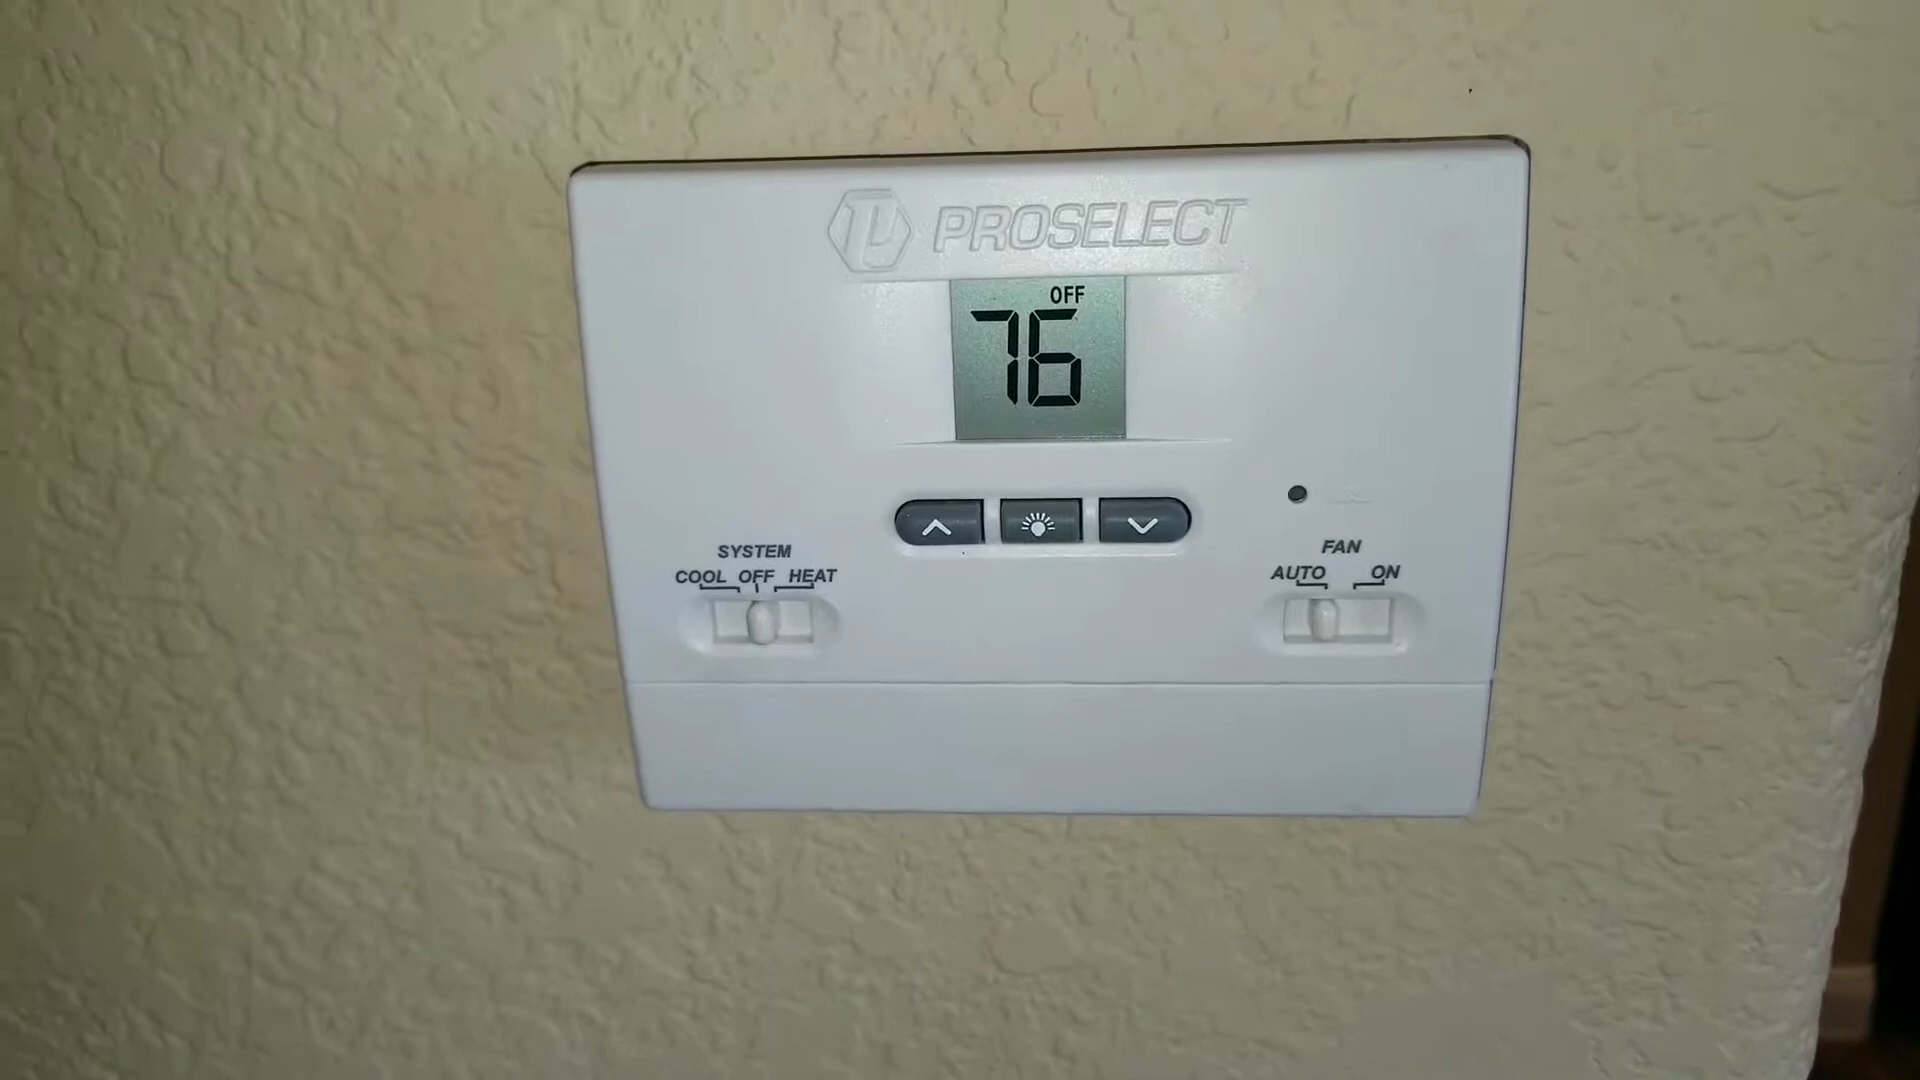 PROSELECT
OFF
76
SYSTEM
COOL OFF HEAT
FAN
AUTO ON